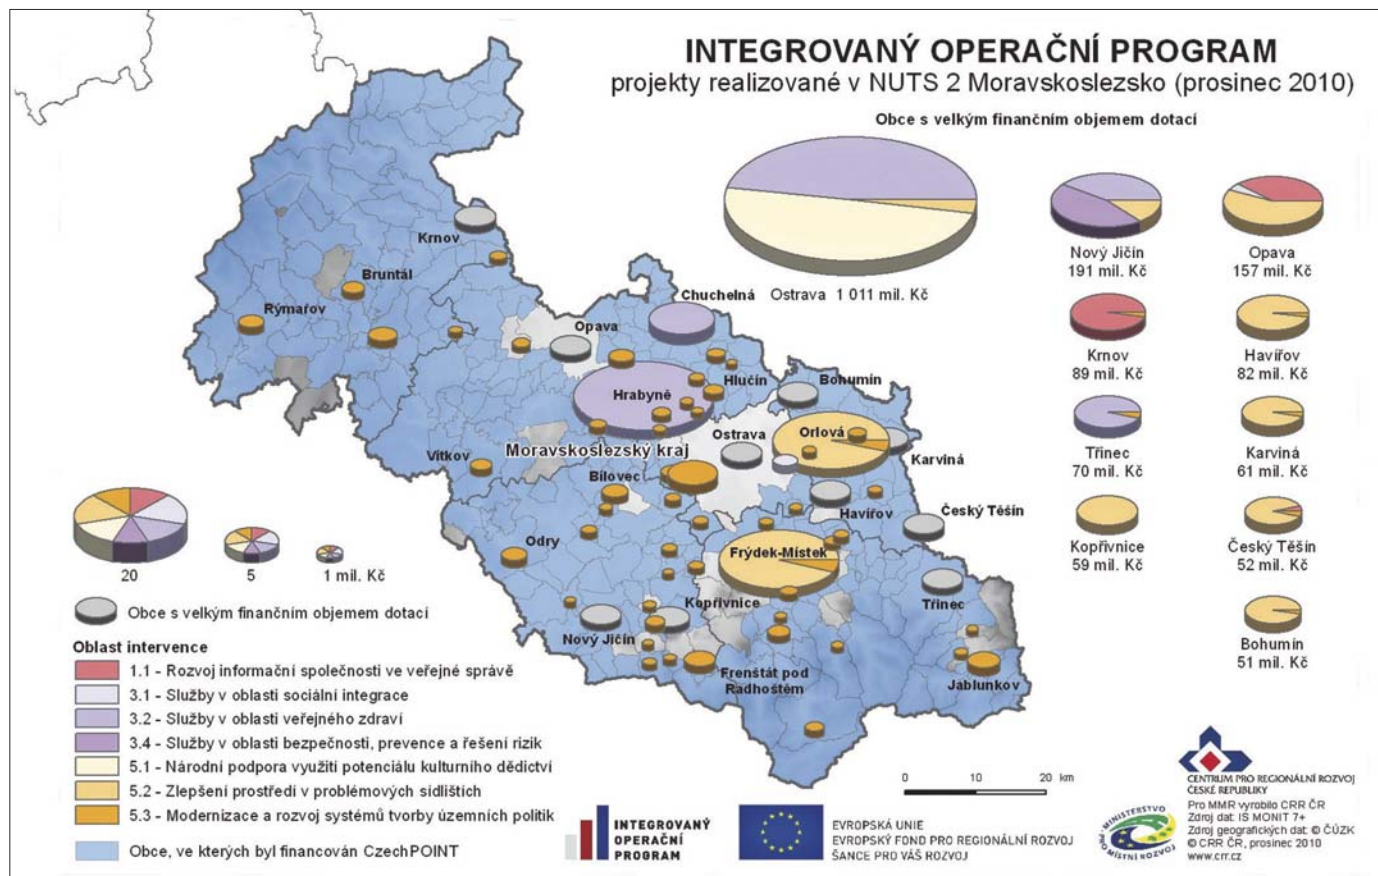 INTEGROVANÝ OPERAČNÍ PROGRAM
projekty realizované v NUTS 2 Moravskoslezsko (prosinec 2010)
Obce s velkým finančním objemem dotací
Ostrava 1 011 mil. Kč
Nový Jičín
191 mil. Kč
Opava
157 mil. Kč
Krnov
89 mil. Kč
Havířov
82 mil. Kč
Třinec
70 mil. Kč
Karviná
61 mil. Kč
Kopřivnice
59 mil. Kč
Český Těšín
52 mil. Kč
Bohumín
51 mil. Kč
Krnov
Bruntál
Rýmařov
Chuchelná
Opava
Hlučín
Bohumín
Hrabyně
Ostrava
Orlová
Moravskoslezský kraj
Karviná
Vítkov
Bílovec
Havířov
Český Těšín
Odry
Frýdek-Místek
Třinec
Kopřivnice
Nový Jičín
Frenštát pod
Radhoštěm
Jablunkov
20
5
1 mil. Kč
Obce s velkým finančním objemem dotací
Oblast intervence
1.1 - Rozvoj informační společnosti ve veřejné správě
3.1 - Služby v oblasti sociální integrace
3.2 - Služby v oblasti veřejného zdraví
3.4 - Služby v oblasti bezpečnosti, prevence a řešení rizik
5.1 - Národní podpora využití potenciálu kulturního dědictví
5.2 - Zlepšení prostředí v problémových sídlištích
5.3 - Modernizace a rozvoj systémů tvorby územních politik
Obce, ve kterých byl financován CzechPOINT
0 10 20 km
INTEGROVANÝ
OPERAČNÍ
PROGRAM
EVROPSKÁ UNIE
EVROPSKÝ FOND PRO REGIONÁLNÍ ROZVOJ
ŠANCE PRO VÁŠ ROZVOJ
MINISTERSTVO
PRO MÍSTNÍ ROZVOJ
CENTRUM PRO REGIONÁLNÍ ROZVOJ
ČESKÉ REPUBLIKY
Pro MMR vyrobilo CRR ČR
Zdroj dat: IS MONIT 7+
Zdroj geografických dat: © ČÚZK
© CRR ČR, prosinec 2010
www.crr.cz